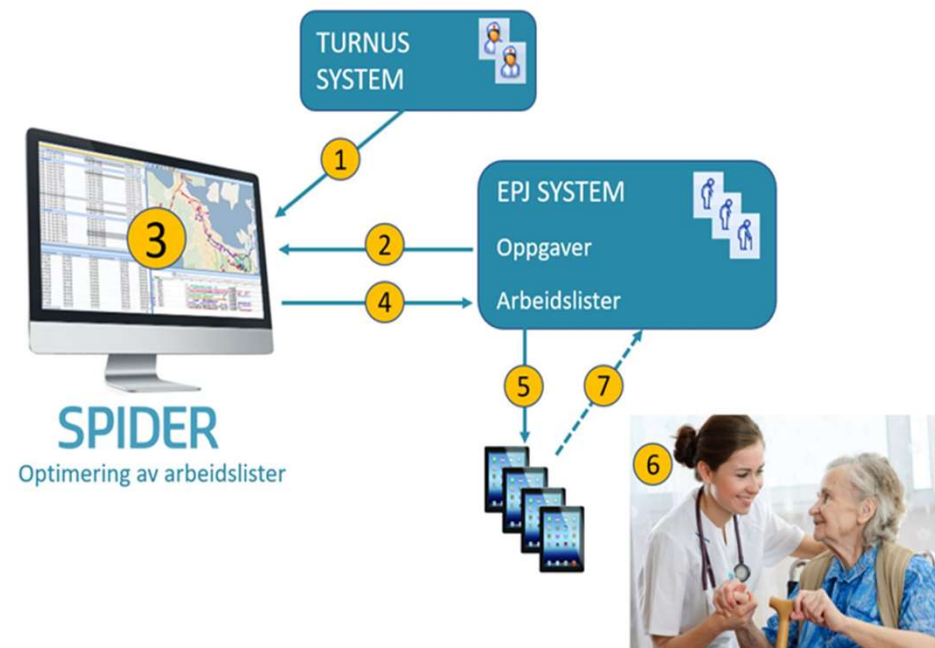 TURNUS
SYSTEM
1
EPJ SYSTEM
3
2
Oppgaver
4
Arbeidslister
5
7
SPIDER
Optimering av arbeidslister
6